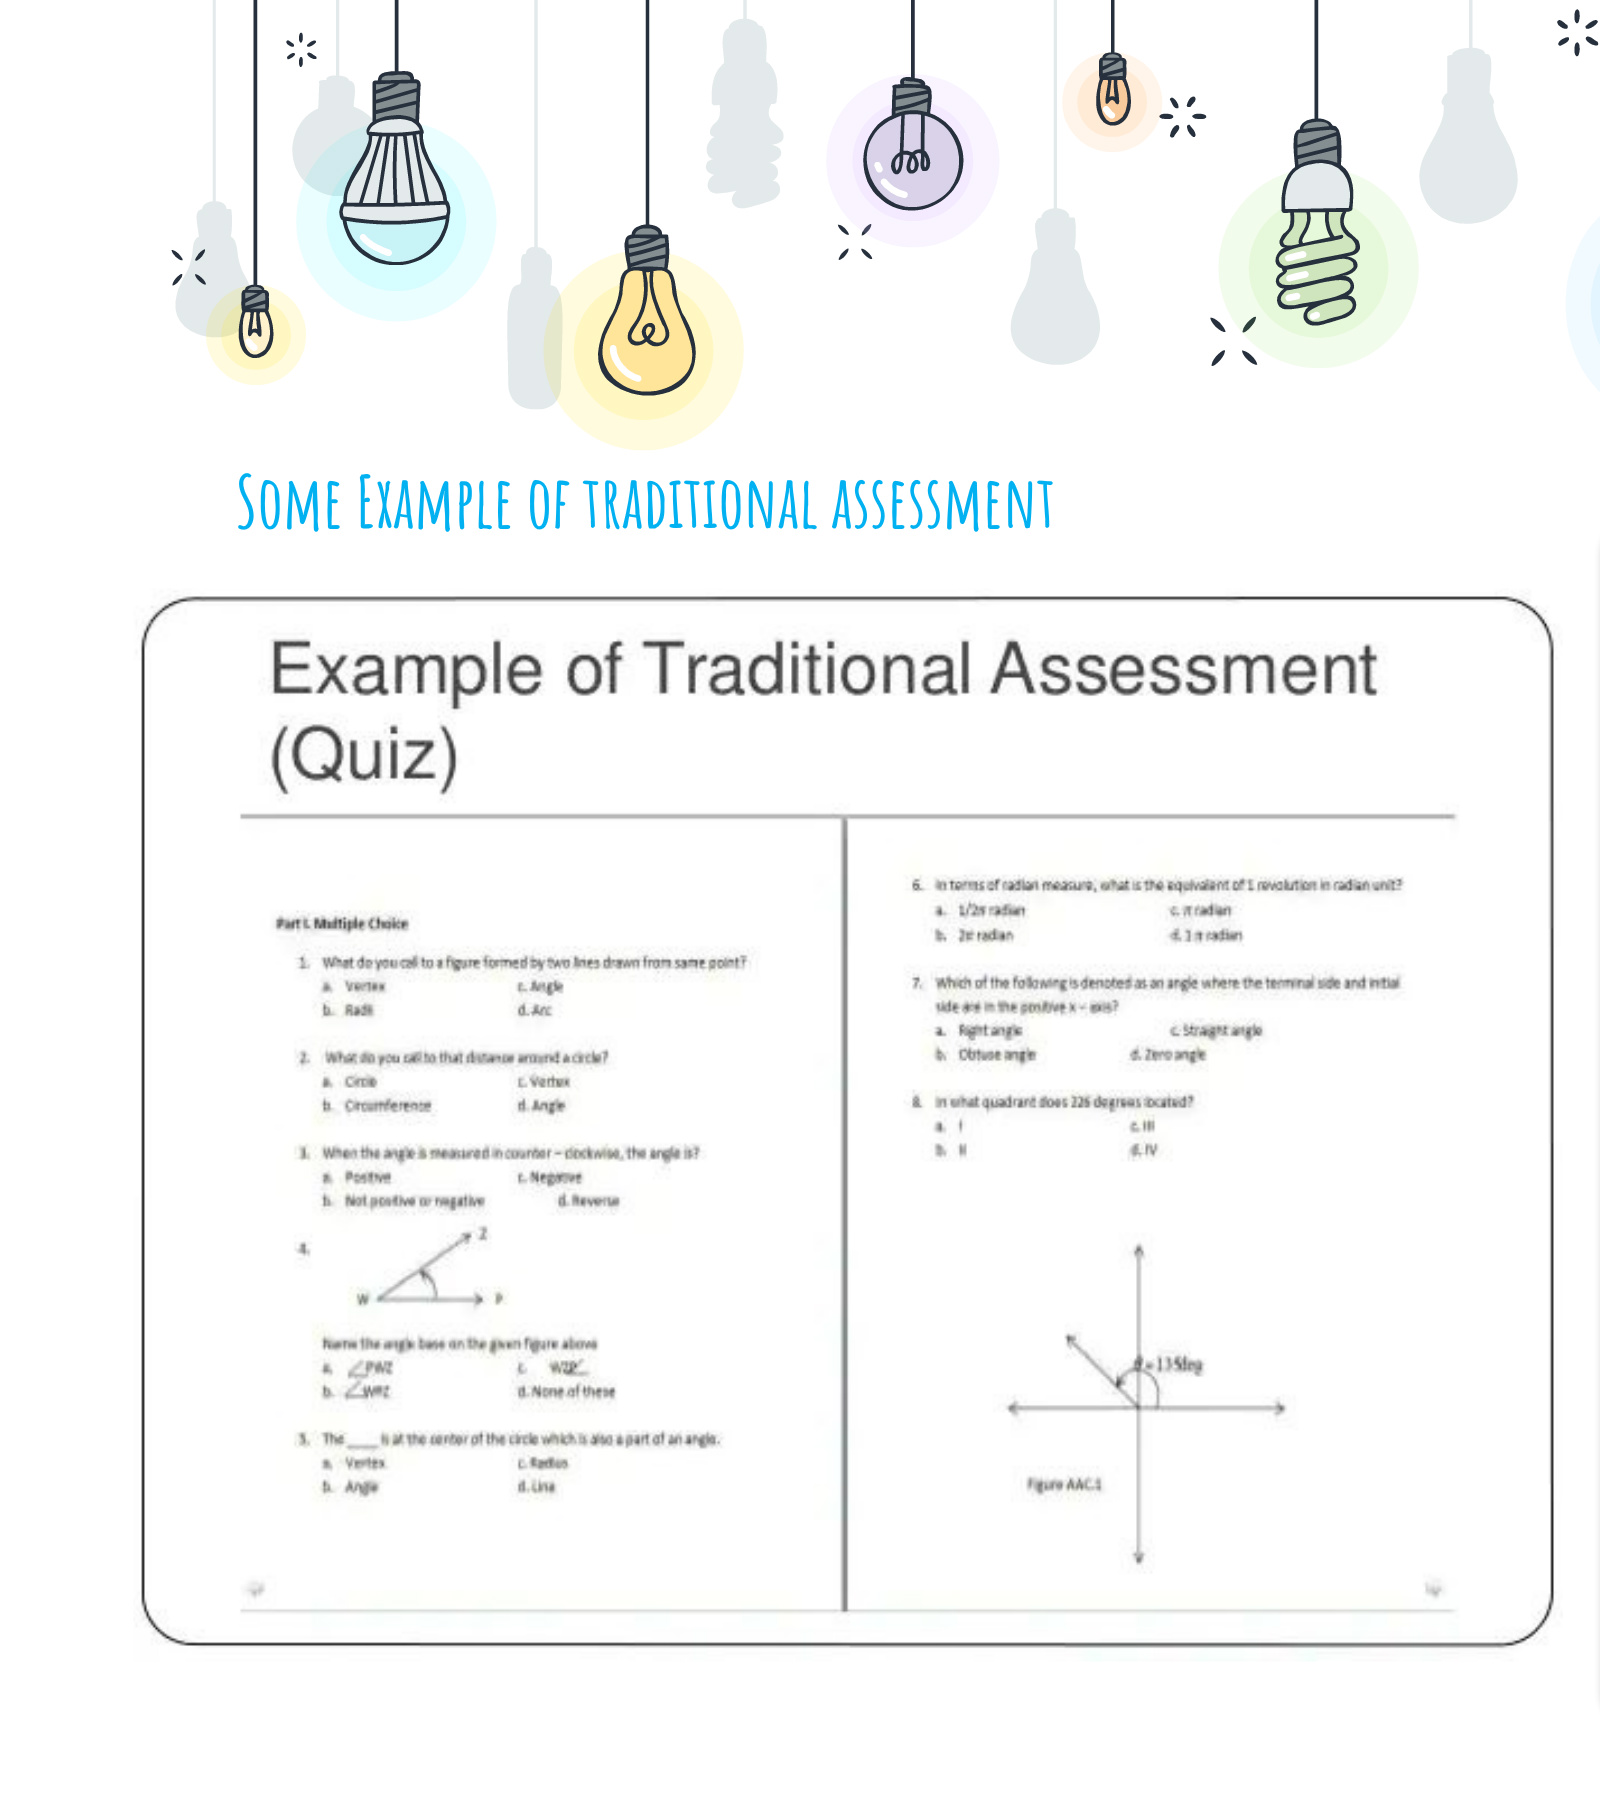 Some Example of traditional assessment
Example of Traditional Assessment
(Quiz)
Part I. Multiple Choice
1. What do you call to a figure formed by two lines drawn from same point?
a. Vertex c. Angle
b. Radii d. Arc
2. What do you call to that distance around a circle?
a. Circle c. Vertex
b. Circumference d. Angle
3. When the angle is measured in counter – clockwise, the angle is?
a. Positive c. Negative
b. Not positive or negative d. Reverse
4.
Z
W P
Name the angle base on the given figure above
a. ∠PWZ c.
b. ∠WPZ d. None of these
5. The ____ is at the center of the circle which is also a part of an angle.
a. Vertex c. Radius
b. Angle d. Line
6. In terms of radian measure, what is the equivalent of 1 revolution in radian unit?
a. 1/2π radian c. π radian
b. 2π radian d. π radian
7. Which of the following is denoted as an angle where the terminal side and initial
side are in the positive x – axis?
a. Right angle c. Straight angle
b. Obtuse angle d. Zero angle
8. In what quadrant does degrees located?
a. I c. III
b. II d. IV
θ=135deg
Figure AAC.1